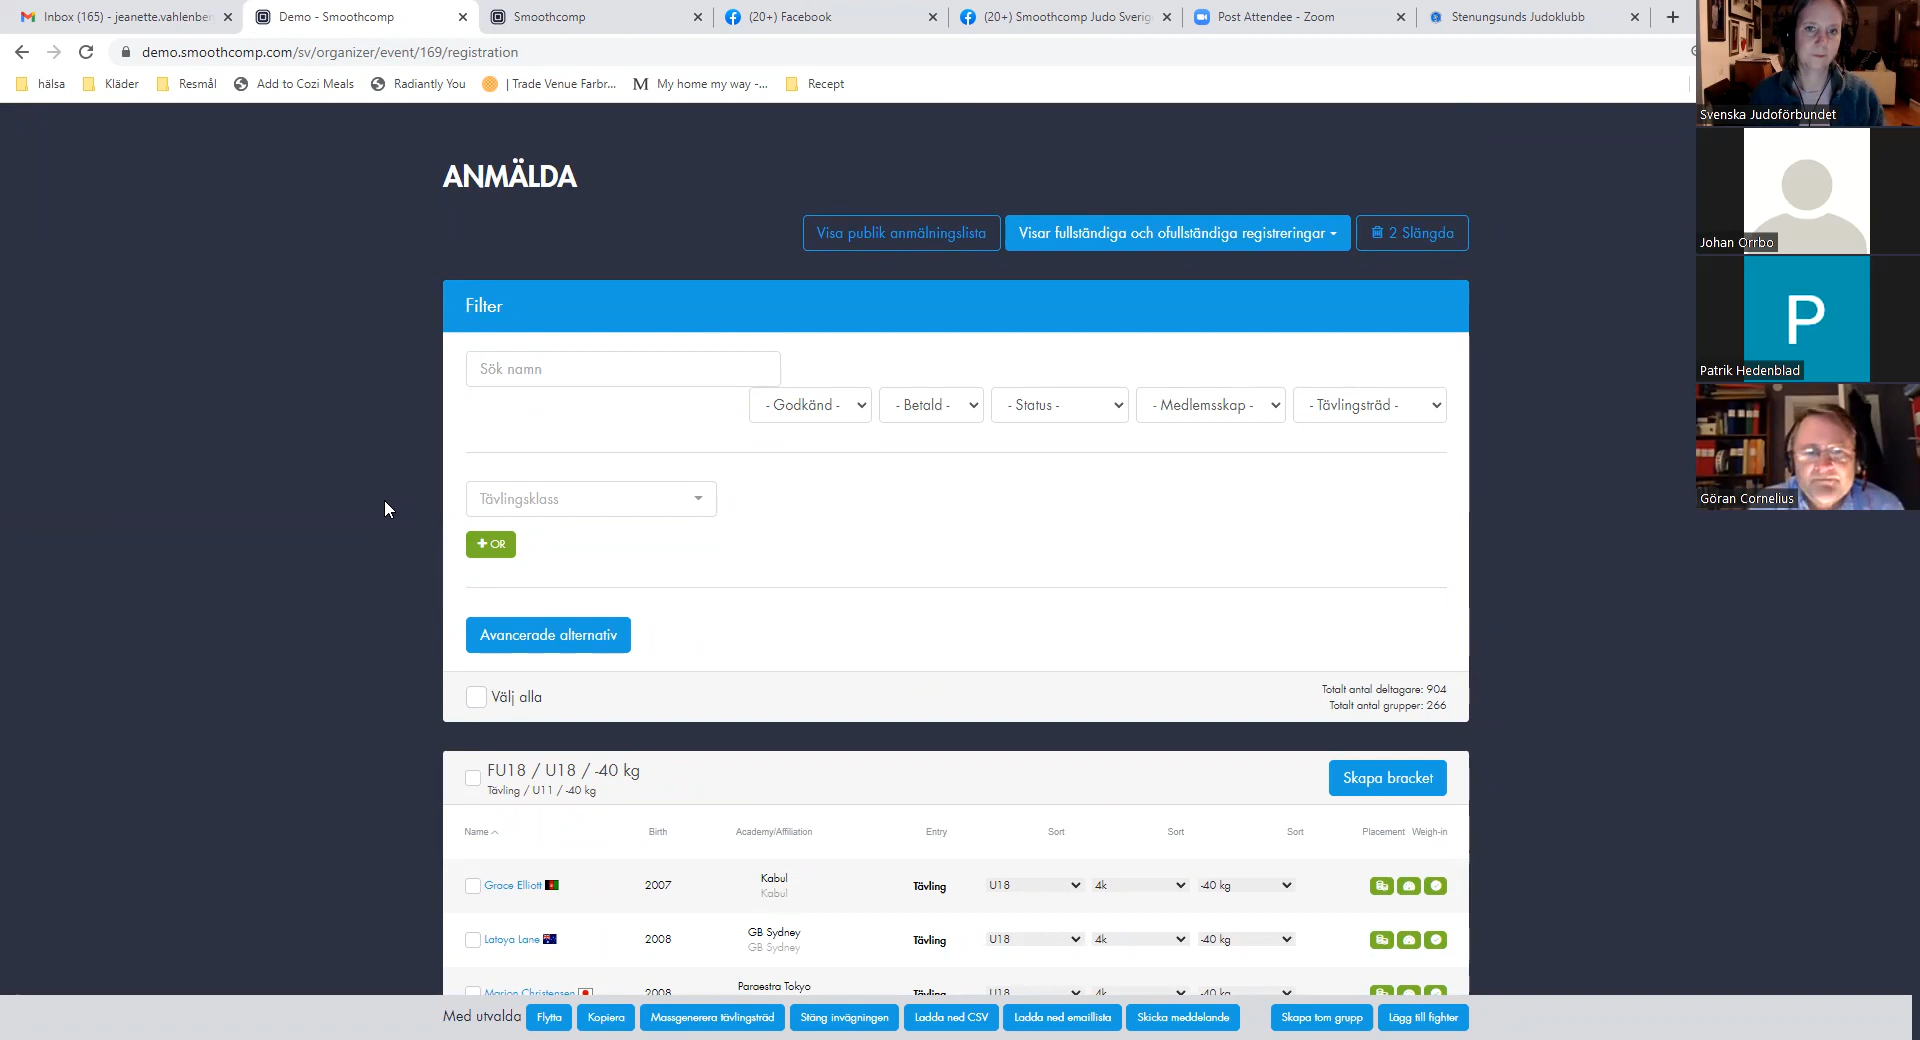 Inbox (165) - jeanette.vahlenber
Demo - Smoothcomp
Smoothcomp
(20+) Facebook
(20+) Smoothcomp Judo Sverig
Post Attendee - Zoom
Stenungsunds Judoklubb
demo.smoothcomp.com/sv/organizer/event/169/registration
hälsa
Kläder
Resmål
Add to Cozi Meals
Radiantly You
| Trade Venue Farbr...
M My home my way -...
Recept
Svenska Judoförbundet
Johan Orrbo
P
Patrik Hedenblad
Göran Cornelius
ANMÄLDA
Visa publik anmälningslista
Visar fullständiga och ofullständiga registreringar
2 Slängda
Filter
Sök namn
- Godkänd -
- Betald -
- Status -
- Medlemsskap -
- Tävlingsträd -
Tävlingsklass
+ OR
Avancerade alternativ
Välj alla
Totalt antal deltagare: 904
Totalt antal grupper: 266
FU18 / U18 / -40 kg
Tävling / U11 / -40 kg
Skapa bracket
Name Birth Academy/Affiliation Entry Sort Sort Sort Placement Weigh-in
Grace Elliott 2007 Kabul Tävling U18 4k -40 kg
Kabul
Latoya Lane 2008 GB Sydney Tävling U18 4k -40 kg
GB Sydney
Marion Christensen 2008 Paraestra Tokyo Tävling U18 4k -40 kg
Med utvalda
Flytta
Kopiera
Massgenerera tävlingsträd
Stäng invägningen
Ladda ned CSV
Ladda ned emaillista
Skicka meddelande
Skapa tom grupp
Lägg till fighter